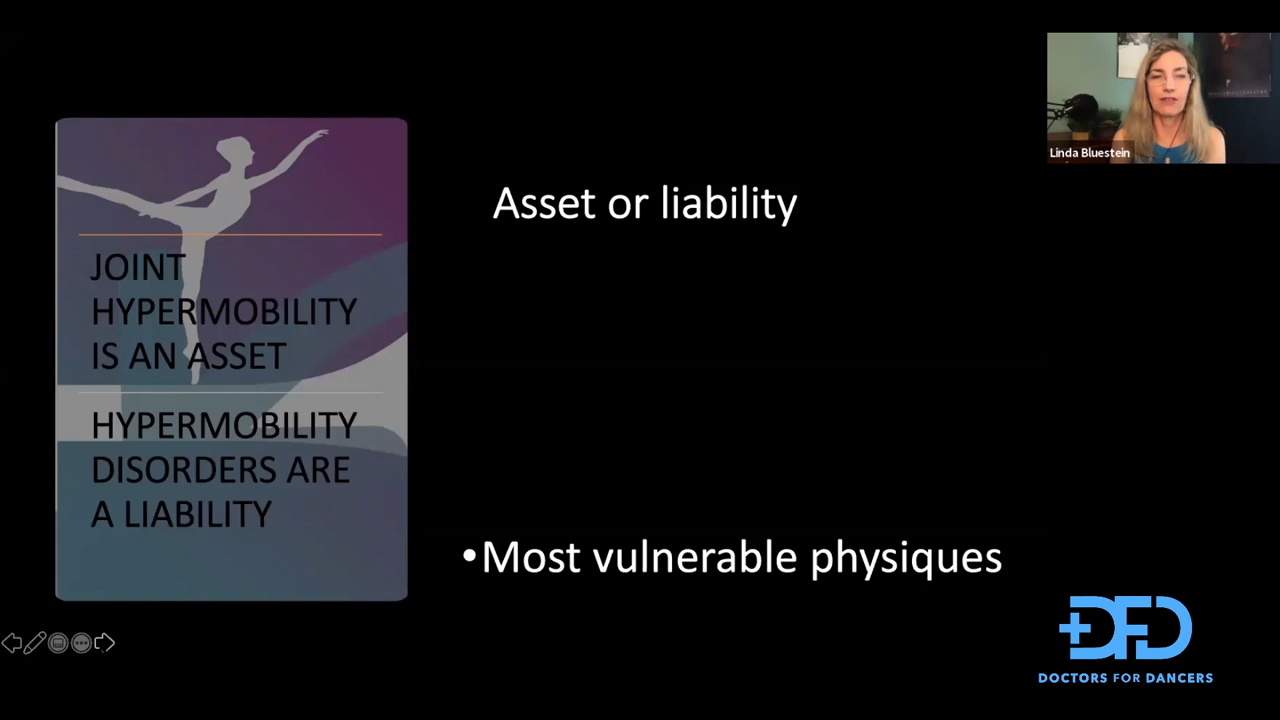 Linda Bluestein
Asset or liability
JOINT
HYPERMOBILITY
IS AN ASSET
HYPERMOBILITY
DISORDERS ARE
A LIABILITY
•Most vulnerable physiques
DFD
DOCTORS FOR DANCERS